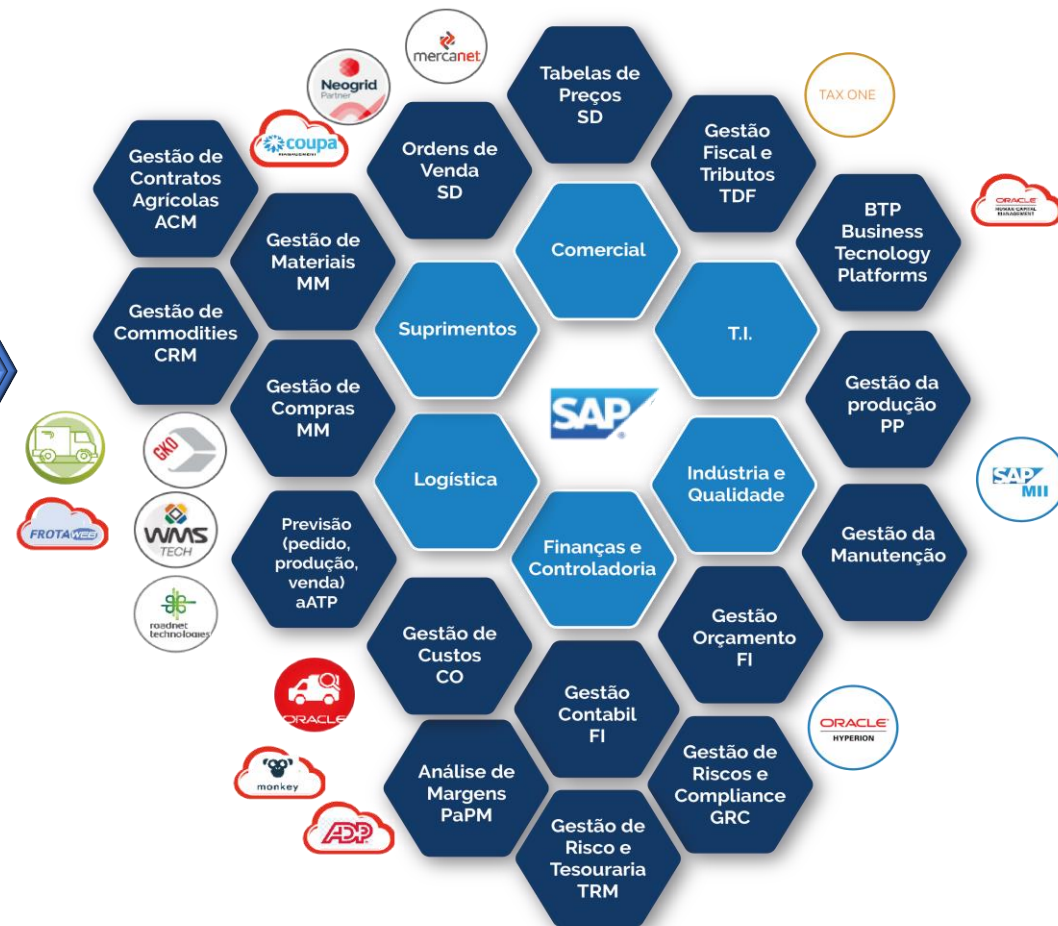 mercanet
Neogrid
Partner
coupa
Tabelas de
Preços
SD
TAX ONE
Gestão
Fiscal e
Tributos
TDF
Ordens de
Venda
SD
Gestão de
Contratos
Agrícolas
ACM
ORACLE
HUMAN CAPITAL
MANAGEMENT
BTP
Business
Tecnology
Platforms
Gestão de
Materiais
MM
Comercial
Gestão de
Commodities
CRM
Suprimentos
T.I.
Gestão de
Compras
MM
SAP
Gestão da
produção
PP
GKO
Logística
Indústria e
Qualidade
SAP
MII
FROTAWEB
WMS
TECH
Previsão
(pedido,
produção,
venda)
aATP
Finanças e
Controladoria
Gestão da
Manutenção
roadnet
technologies
Gestão de
Custos
CO
Gestão
Orçamento
FI
Gestão
Contabil
FI
ORACLE
ORACLE
HYPERION
monkey
Análise de
Margens
PaPM
Gestão de
Riscos e
Compliance
GRC
ADP
Gestão de
Risco e
Tesouraria
TRM